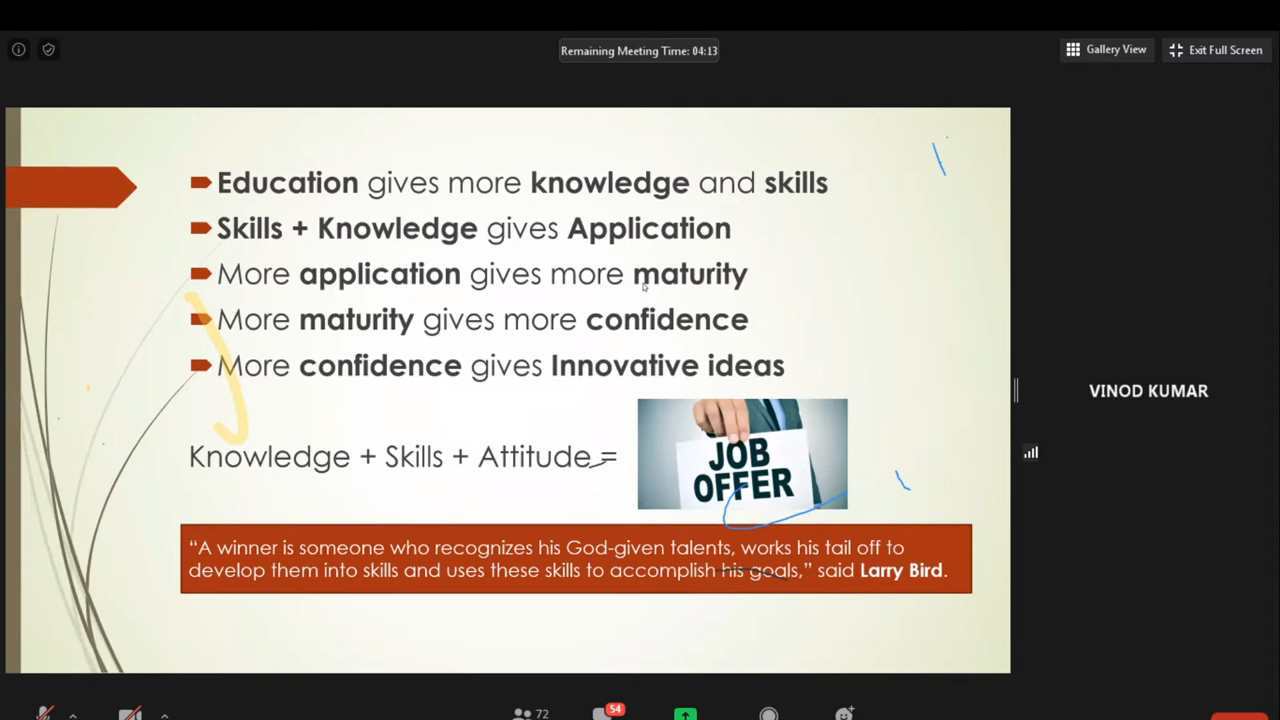 Remaining Meeting Time: 04:13
Gallery View
Exit Full Screen
Education gives more knowledge and skills
Skills + Knowledge gives Application
More application gives more maturity
More maturity gives more confidence
More confidence gives Innovative ideas
VINOD KUMAR
Knowledge + Skills + Attitude =
JOB
OFFER
“A winner is someone who recognizes his God-given talents, works his tail off to
develop them into skills and uses these skills to accomplish his goals,” said Larry Bird.
72
54